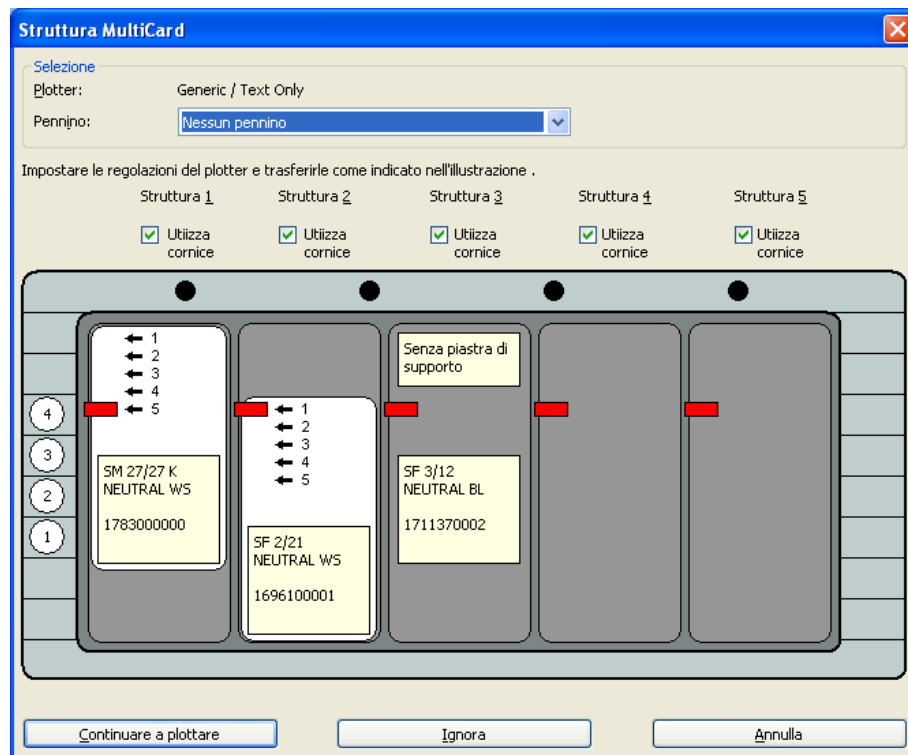 Struttura MultiCard
Selezione
Plotter: Generic / Text Only
Pennino: Nessun pennino
Impostare le regolazioni del plotter e trasferirle come indicato nell'illustrazione .
Struttura 1 Struttura 2 Struttura 3 Struttura 4 Struttura 5
Utiizza Utiizza Utiizza Utiizza Utiizza
cornice cornice cornice cornice cornice
1
2
3
4
5
SM 27/27 K
NEUTRAL WS
1783000000
1
2
3
4
5
SF 2/21
NEUTRAL WS
1696100001
Senza piastra di
supporto
SF 3/12
NEUTRAL BL
1711370002
4
3
2
1
Continuare a plottare Ignora Annulla